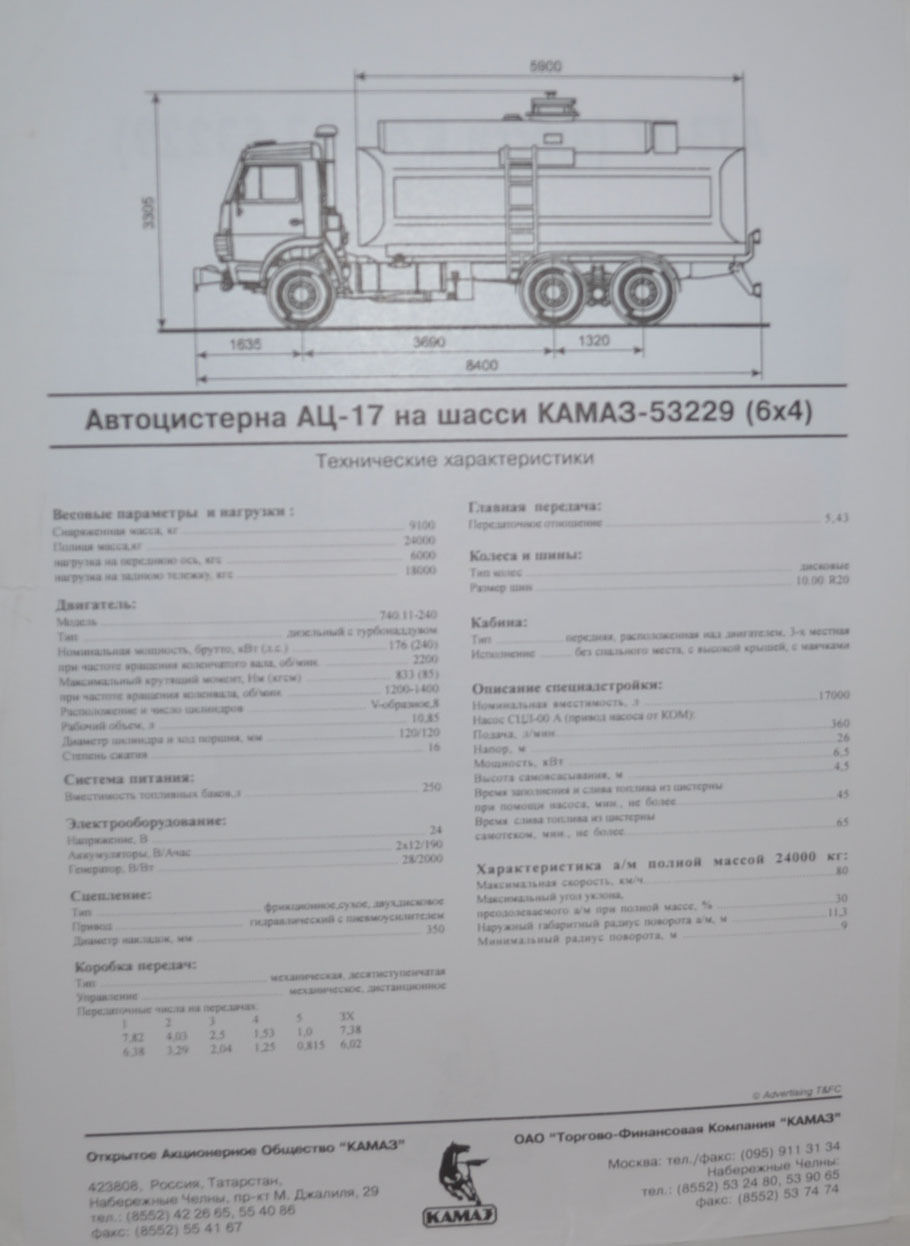 5900
3305
1635
3690
1320
8400
Автоцистерна АЦ-17 на шасси КАМАЗ-53229 (6x4)
Технические характеристики
Весовые параметры и нагрузки :
Снаряженная масса, кг 9100
Полная масса,кг 24000
нагрузка на переднюю ось, кгс 6000
нагрузка на заднюю тележку, кгс 18000
Двигатель:
Модель 740.11-240
Тип дизельный с турбонаддувом
Номинальная мощность, брутто, кВт (л.с.) 176 (240)
при частоте вращения коленчатого вала, об/мин. 2200
Максимальный крутящий момент, Нм (кгсм) 833 (85)
при частоте вращения коленвала, об/мин 1200-1400
Расположение и число цилиндров V-образное,8
Рабочий объем, л 10,85
Диаметр цилиндра и ход поршня, мм 120/120
Степень сжатия 16
Система питания:
Вместимость топливных баков,л 250
Электрооборудование:
Напряжение, В 24
Аккумуляторы, В/Ачас 2x12/190
Генератор, В/Вт 28/2000
Сцепление:
Тип фрикционное,сухое, двухдисковое
Привод гидравлический с пневмоусилителем
Диаметр накладок, мм 350
Коробка передач:
Тип механическая, десятиступенчатая
Управление механическое, дистанционное
Передаточные числа на передачах:
1 2 3 4 5 3X
7,82 4,03 2,5 1,53 1,0 7,38
6,38 3,29 2,04 1,25 0,815 6,02
Главная передача:
Передаточное отношение 5,43
Колеса и шины:
Тип колес дисковые
Размер шин 10.00 R20
Кабина:
Тип передняя, расположенная над двигателем, 3-х местная
Исполнение без спального места, с высокой крышей, с маячками
Описание спецнадстройки:
Номинальная вместимость, л 17000
Насос СЦЛ-00 А (привод насоса от КОМ):
Подача, л/мин 360
Напор, м 26
Мощность, кВт 6,5
Высота самовсасывания, м 4,5
Время заполнения и слива топлива из цистерны
при помощи насоса, мин., не более 45
Время слива топлива из цистерны
самотеком, мин., не более 65
Характеристика а/м полной массой 24000 кг:
Максимальная скорость, км/ч 80
Максимальный угол уклона,
преодолеваемого а/м при полной массе, % 30
Наружный габаритный радиус поворота а/м, м 11,3
Минимальный радиус поворота, м 9
© Advertising T&FC
Открытое Акционерное Общество "КАМАЗ"
423808, Россия, Татарстан,
Набережные Челны, пр-кт М. Джалиля, 29
тел.: (8552) 42 26 65, 55 40 86
факс: (8552) 55 41 67
КАМАЗ
ОАО "Торгово-Финансовая Компания "КАМАЗ"
Москва: тел./факс: (095) 911 31 34
Набережные Челны:
тел.: (8552) 53 24 80, 53 90 65
факс: (8552) 53 74 74